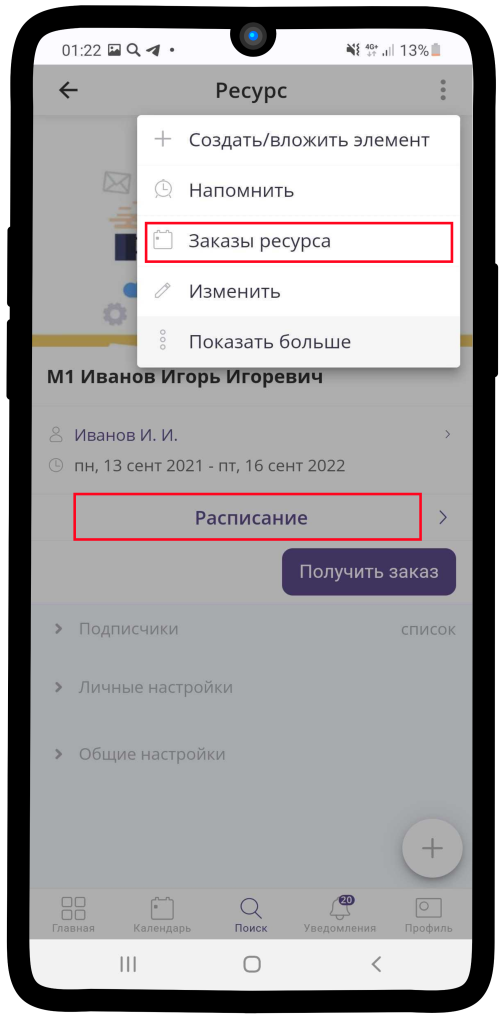 01:22 4G+ 13%
Ресурс
Создать/вложить элемент
Напомнить
Заказы ресурса
Изменить
Показать больше
М1 Иванов Игорь Игоревич
Иванов И. И.
пн, 13 сент 2021 - пт, 16 сент 2022
Расписание
Получить заказ
Подписчики список
Личные настройки
Общие настройки
20
Главная Календарь Поиск Уведомления Профиль